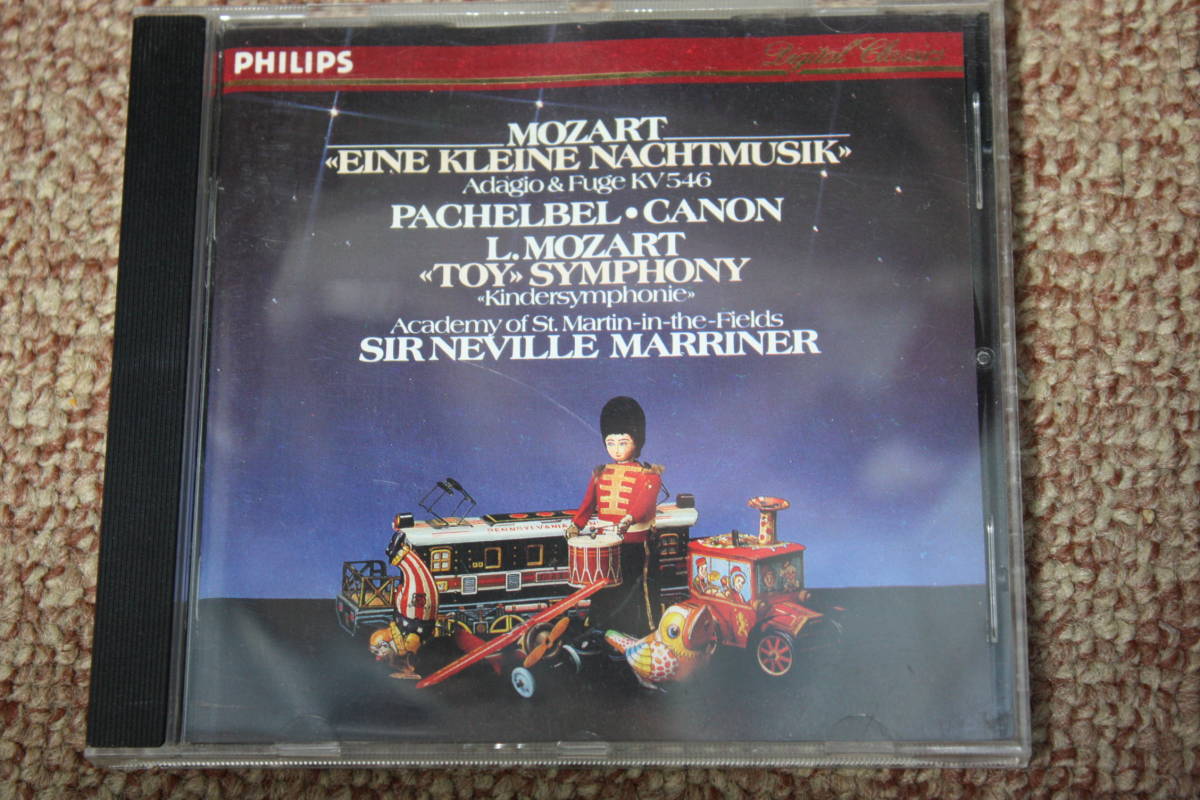 PHILIPS
Digital Classics
MOZART
«EINE KLEINE NACHTMUSIK»
Adagio & Fuge KV 546
PACHELBEL • CANON
L. MOZART
«TOY» SYMPHONY
«Kindersymphonie»
Academy of St. Martin-in-the-Fields
SIR NEVILLE MARRINER
PENNSYLVANIA